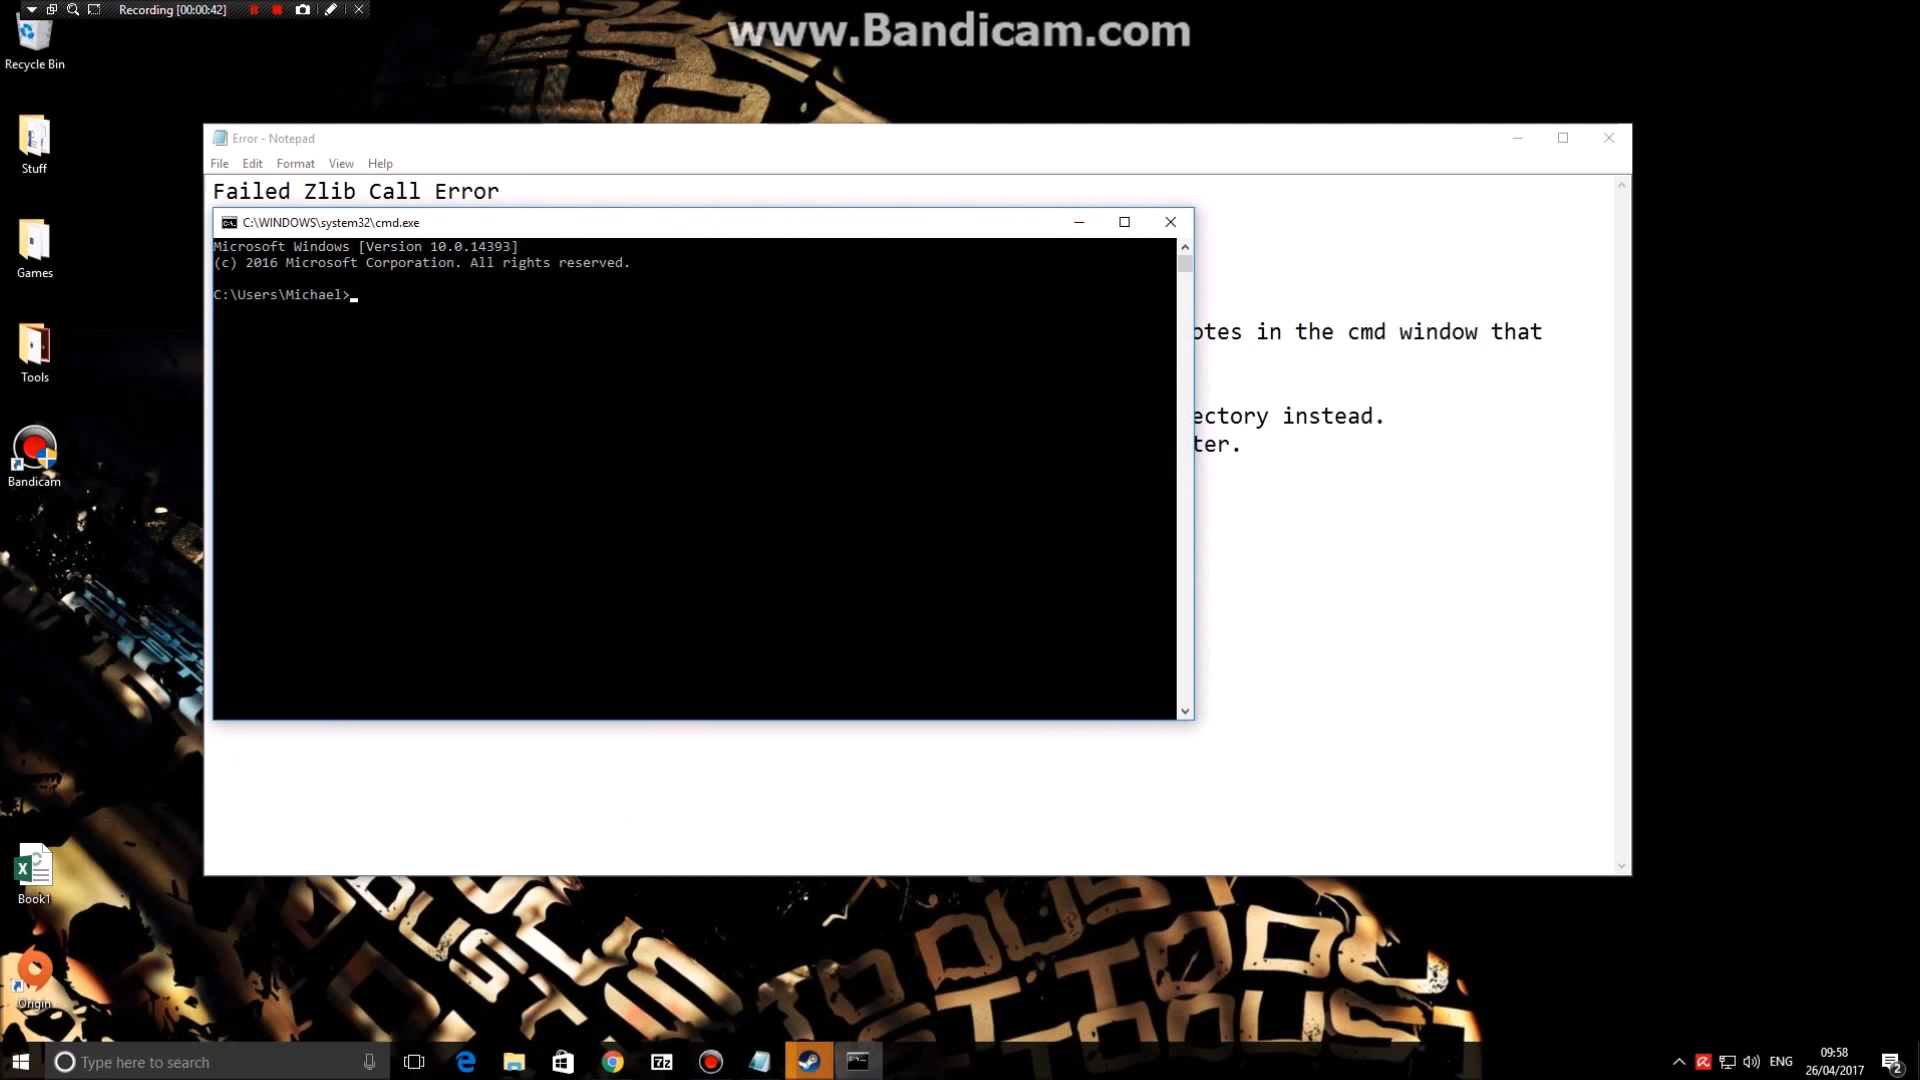 Recording [00:00:42]
www.Bandicam.com
Recycle Bin
Stuff
Games
Tools
Bandicam
Book1
Origin
Error - Notepad
File Edit Format View Help
Failed Zlib Call Error
otes in the cmd window that
ectory instead.
ter.
C:\WINDOWS\system32\cmd.exe
Microsoft Windows [Version 10.0.14393]
(c) 2016 Microsoft Corporation. All rights reserved.
C:\Users\Michael>
Type here to search
7z
ENG
09:58
26/04/2017
2